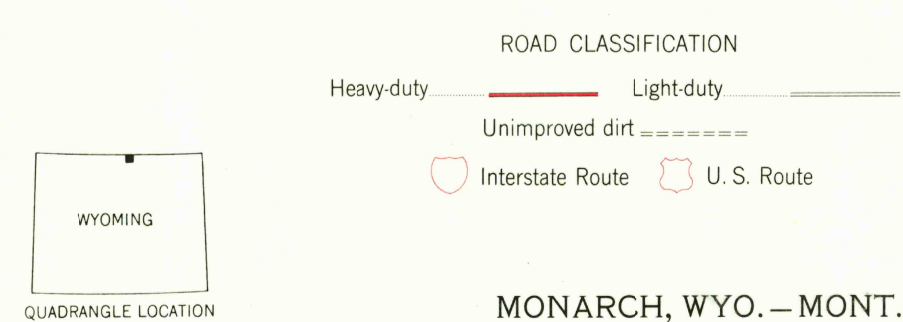 ROAD CLASSIFICATION
Heavy-duty Light-duty
Unimproved dirt
Interstate Route U. S. Route
WYOMING
QUADRANGLE LOCATION
MONARCH, WYO.—MONT.